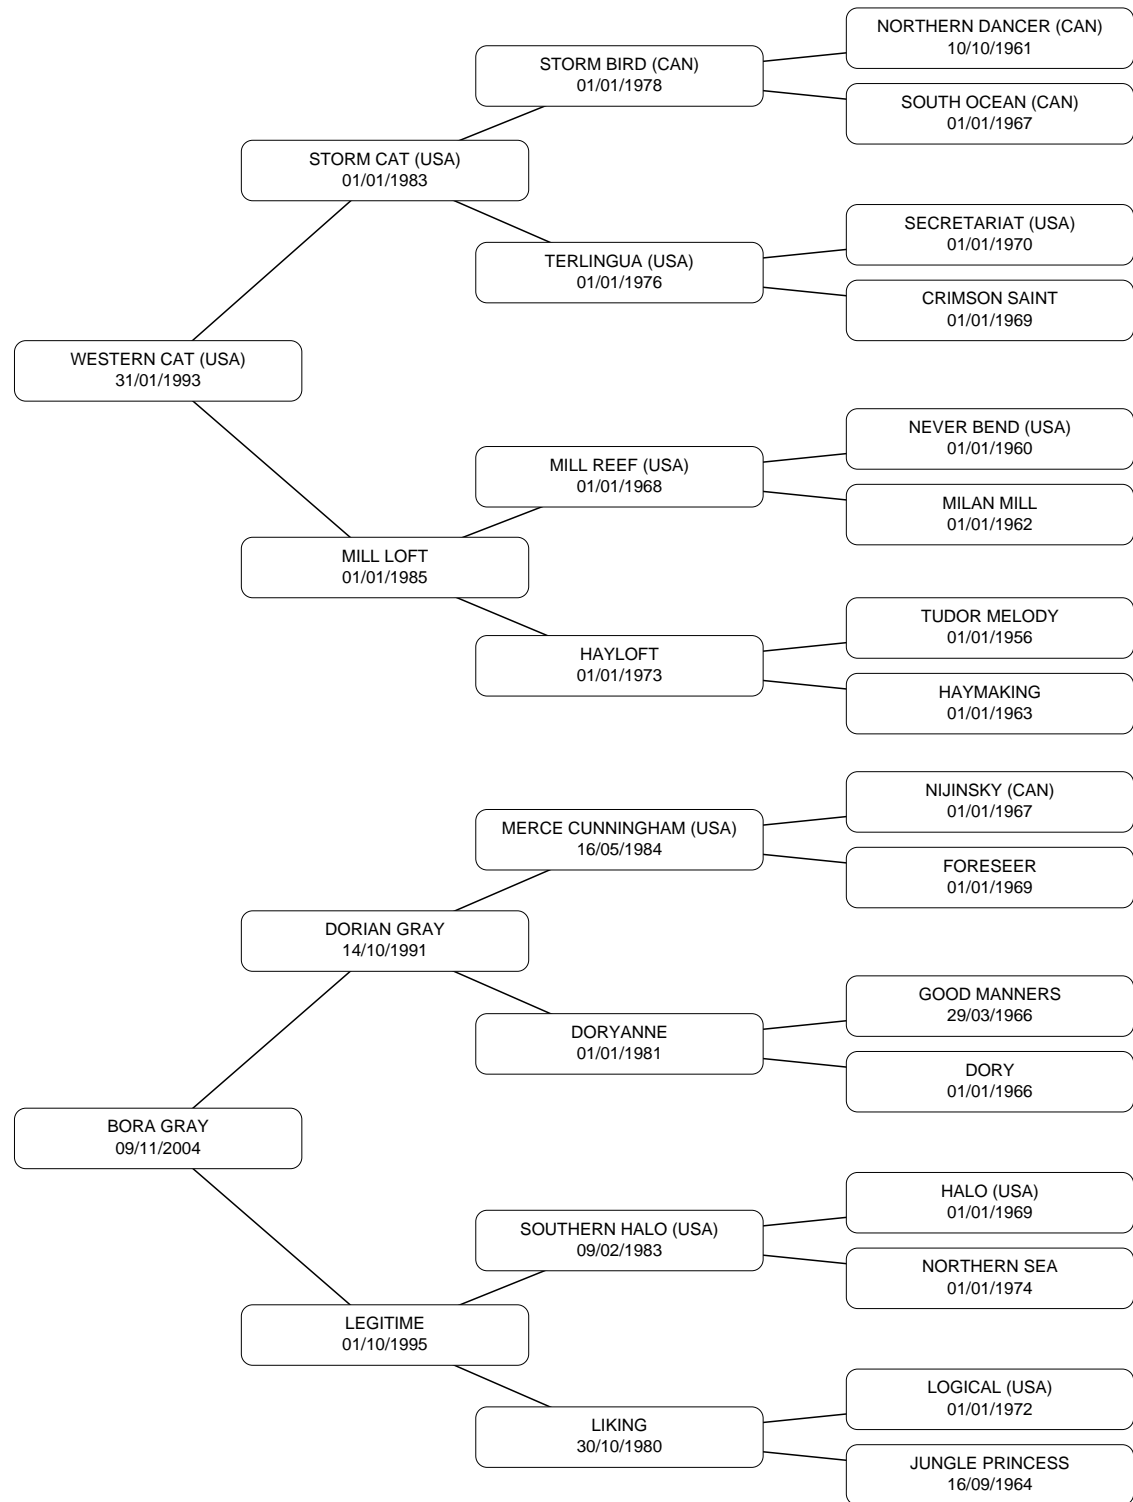 NORTHERN DANCER (CAN)
10/10/1961
STORM BIRD (CAN)
01/01/1978
SOUTH OCEAN (CAN)
01/01/1967
STORM CAT (USA)
01/01/1983
SECRETARIAT (USA)
01/01/1970
TERLINGUA (USA)
01/01/1976
CRIMSON SAINT
01/01/1969
WESTERN CAT (USA)
31/01/1993
NEVER BEND (USA)
01/01/1960
MILL REEF (USA)
01/01/1968
MILAN MILL
01/01/1962
MILL LOFT
01/01/1985
TUDOR MELODY
01/01/1956
HAYLOFT
01/01/1973
HAYMAKING
01/01/1963
NIJINSKY (CAN)
01/01/1967
MERCE CUNNINGHAM (USA)
16/05/1984
FORESEER
01/01/1969
DORIAN GRAY
14/10/1991
GOOD MANNERS
29/03/1966
DORYANNE
01/01/1981
DORY
01/01/1966
BORA GRAY
09/11/2004
HALO (USA)
01/01/1969
SOUTHERN HALO (USA)
09/02/1983
NORTHERN SEA
01/01/1974
LEGITIME
01/10/1995
LOGICAL (USA)
01/01/1972
LIKING
30/10/1980
JUNGLE PRINCESS
16/09/1964